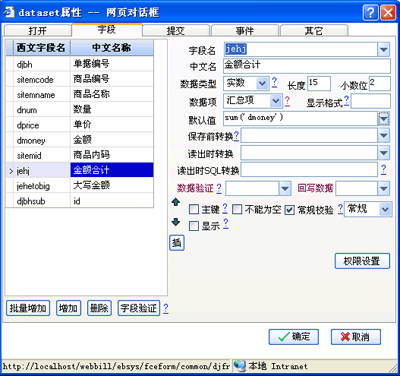 dataset属性 -- 网页对话框
打开 字段 提交 事件 其它
西文字段名 中文名称
djbh 单据编号
sitemcode 商品编号
sitemname 商品名称
dnum 数量
dprice 单价
dmoney 金额
sitemid 商品内码
jehj 金额合计
jehetobig 大写金额
djbhsub id
批量增加 增加 删除 字段验证 ?
字段名 jehj
中文名 金额合计
数据类型 实数 ? 长度 15 小数位 2
数据项 汇总项 ? 显示格式 ?
默认值 sum('dmoney')
保存前转换 ?
读出时转换
读出时SQL转换 ?
数据验证 ? 回写数据
主键 ? 不能为空 常规校验 ? 常规
显示 ?
插
权限设置
确定 取消
http://localhost/webbill/ebsys/fceform/common/djfr 本地 Intranet